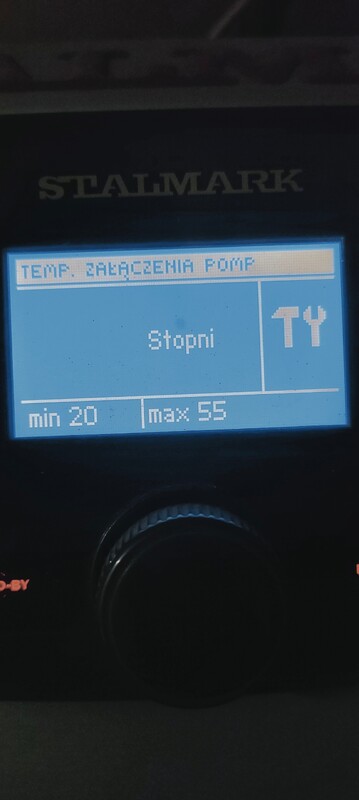 STALMARK
TEMP. ZAŁĄCZENIA POMP
Stopni
min 20 max 55